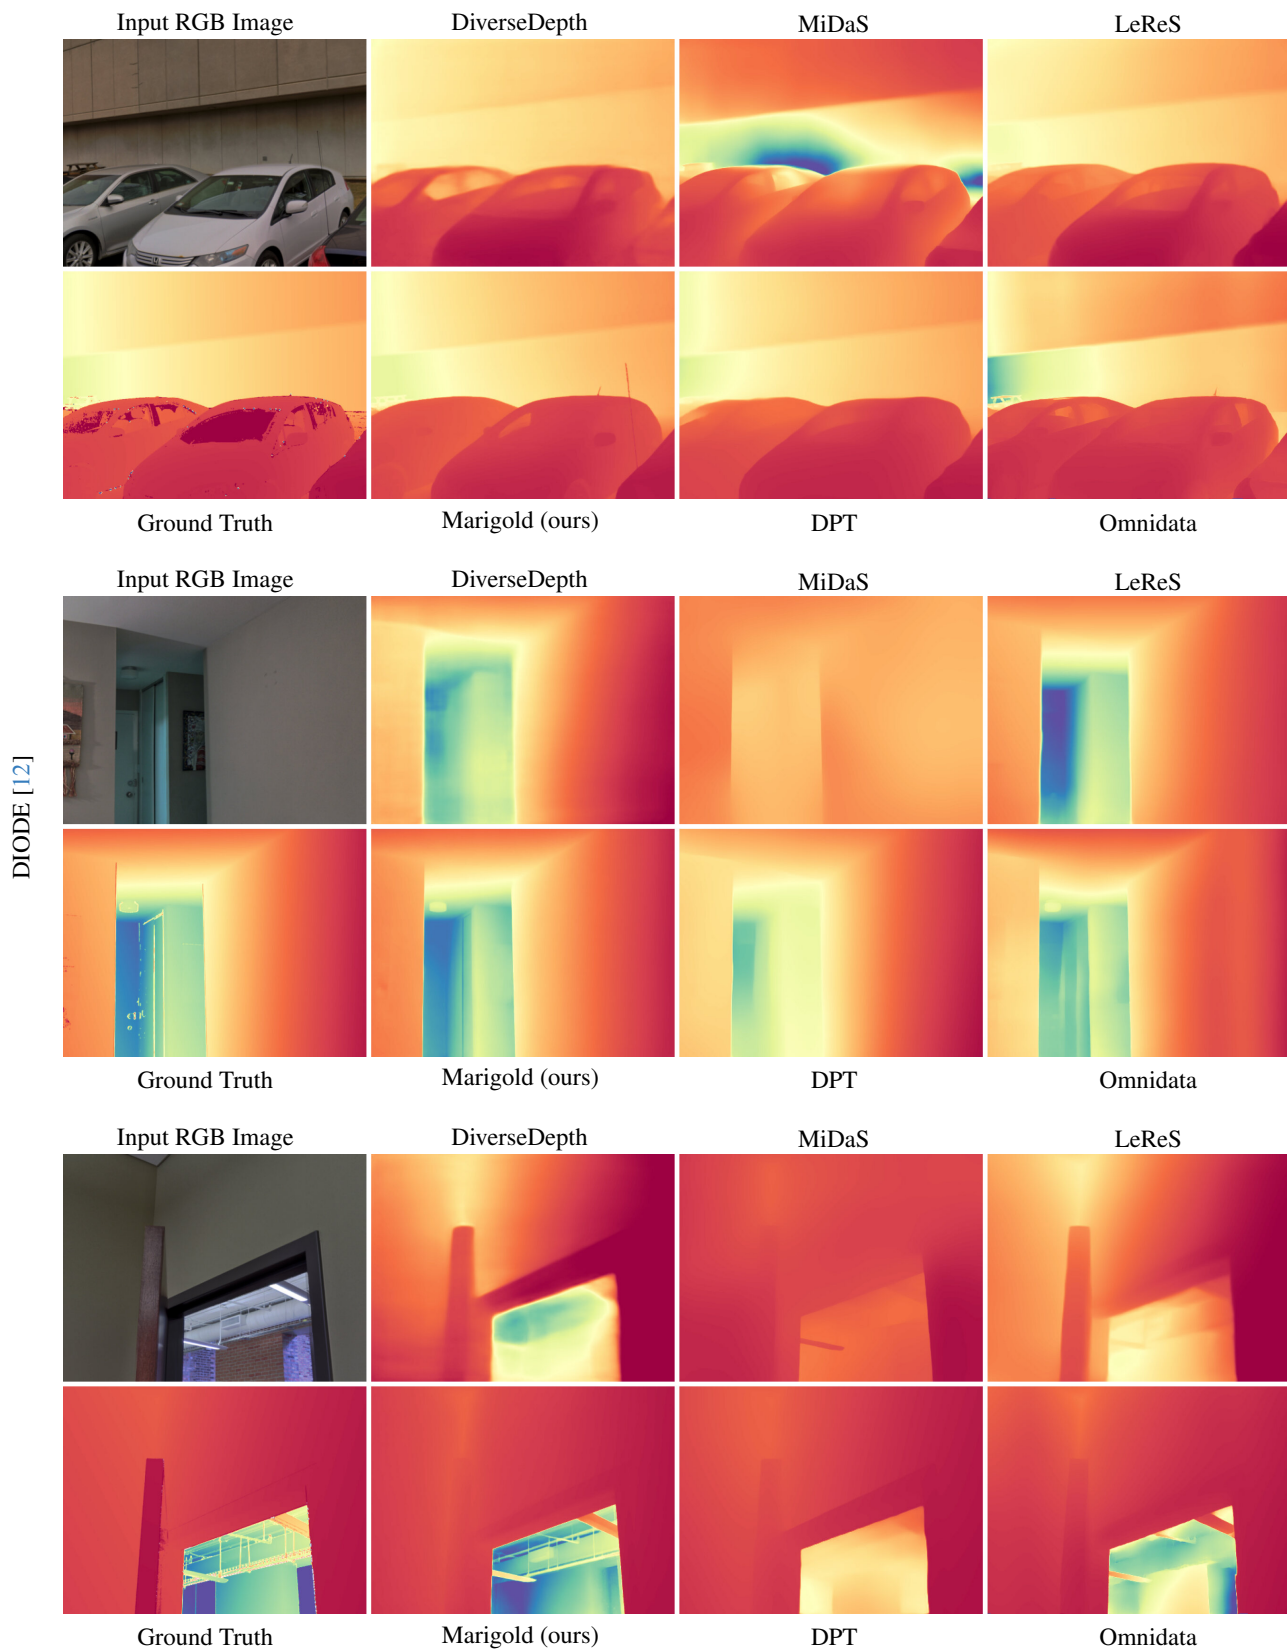 Input RGB Image DiverseDepth MiDaS LeReS
Ground Truth Marigold (ours) DPT Omnidata
Input RGB Image DiverseDepth MiDaS LeReS
DIODE [12]
Ground Truth Marigold (ours) DPT Omnidata
Input RGB Image DiverseDepth MiDaS LeReS
Ground Truth Marigold (ours) DPT Omnidata